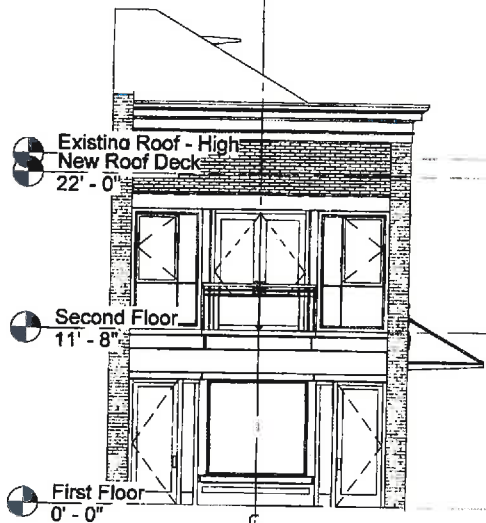 Existing Roof - High
New Roof Deck
22' - 0"
Second Floor
11' - 8"
First Floor
0' - 0"